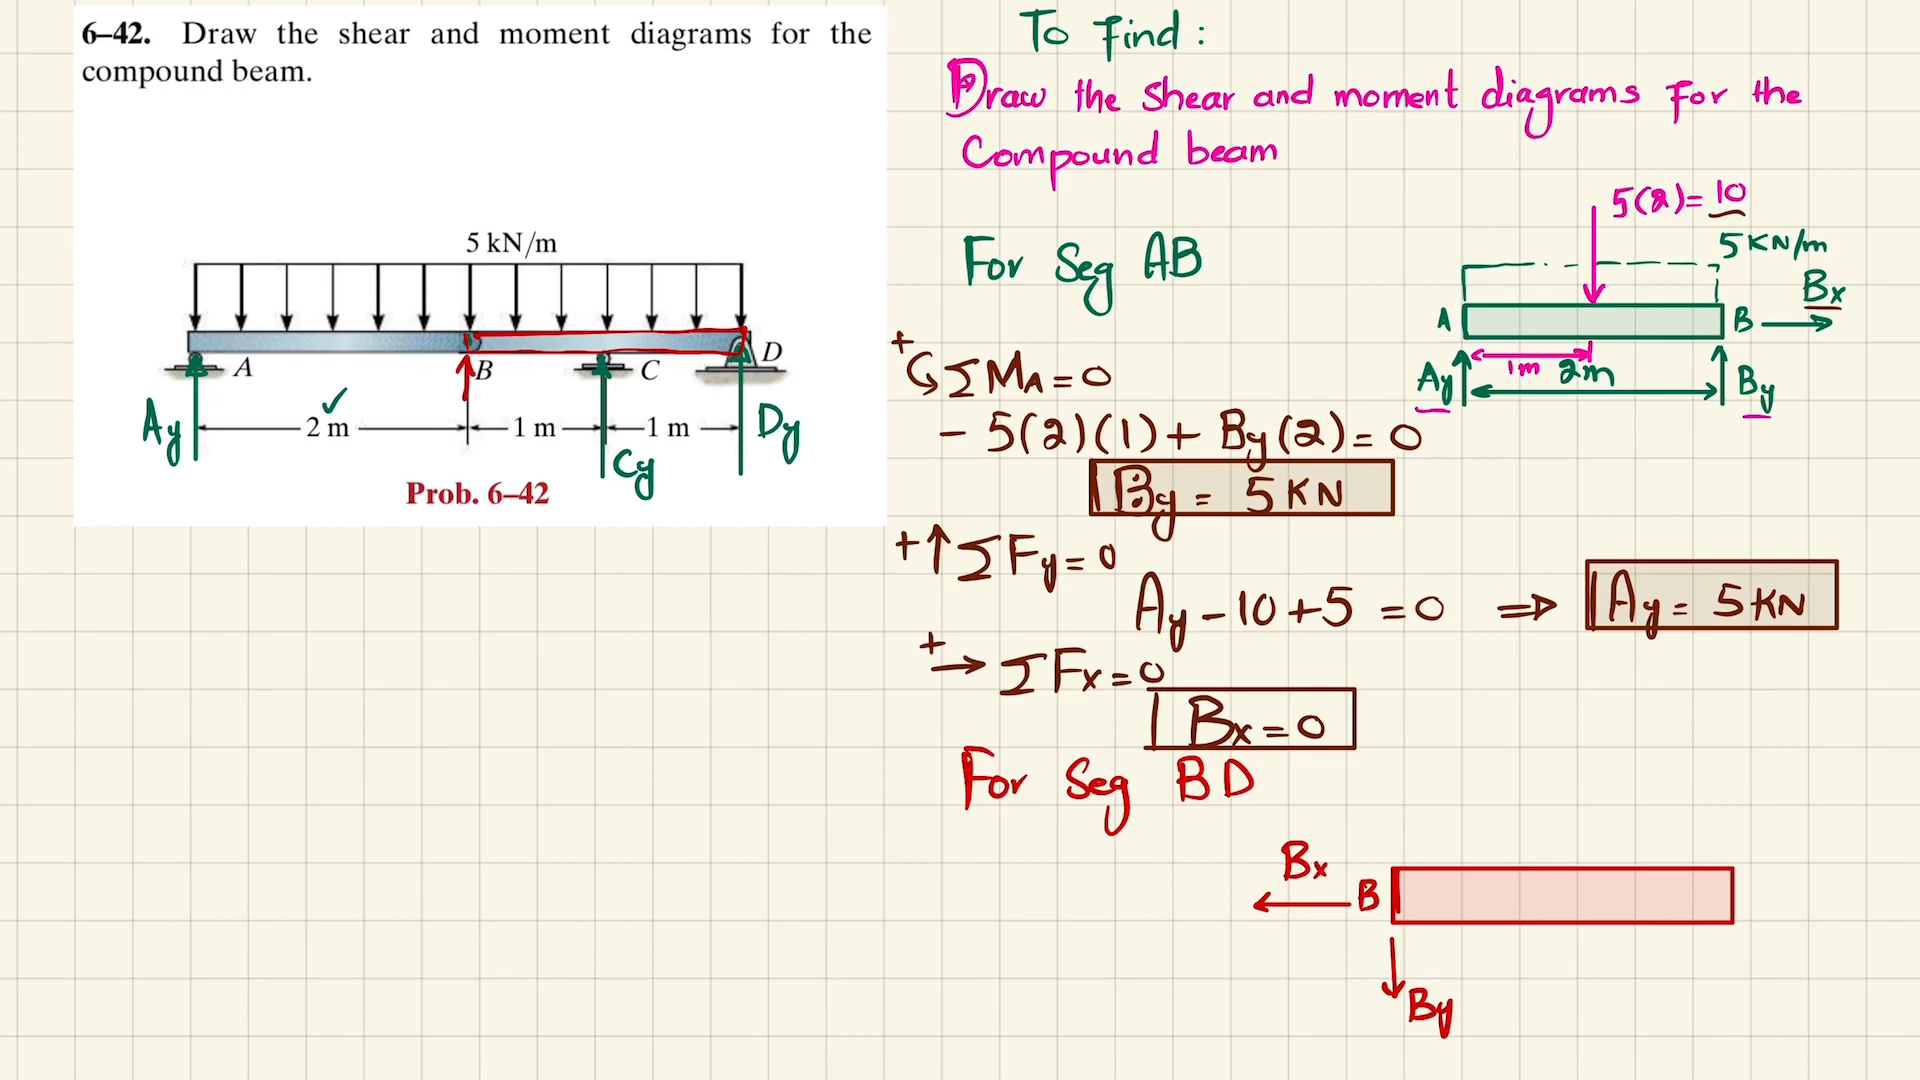 6–42. Draw the shear and moment diagrams for the
compound beam.
5 kN/m
A
B
C
D
Ay
2 m
1 m
1 m
Cy
Dy
Prob. 6–42
To Find :
Draw the shear and moment diagrams For the
Compound beam
For Seg AB
5(2)= 10
5 KN/m
Bx
A
B
1m
2m
Ay
By
+ ΣMA = 0
- 5(2)(1) + By(2) = 0
By = 5 KN
+↑ ΣFy = 0
Ay - 10 + 5 = 0 ⇒ Ay = 5 KN
+→ ΣFx = 0
Bx = 0
For Seg BD
Bx
B
By